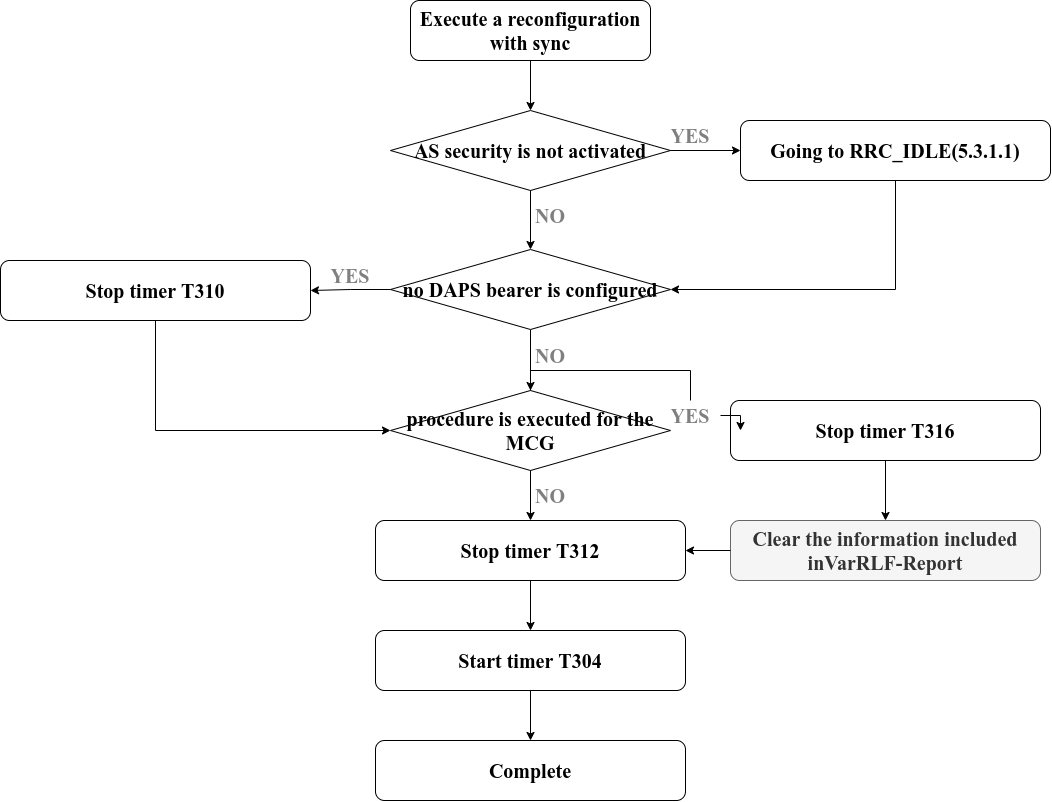 Execute a reconfiguration
with sync
AS security is not activated
YES
Going to RRC_IDLE(5.3.1.1)
NO
Stop timer T310
YES
no DAPS bearer is configured
NO
procedure is executed for the
MCG
YES
Stop timer T316
NO
Stop timer T312
Clear the information included
inVarRLF-Report
Start timer T304
Complete